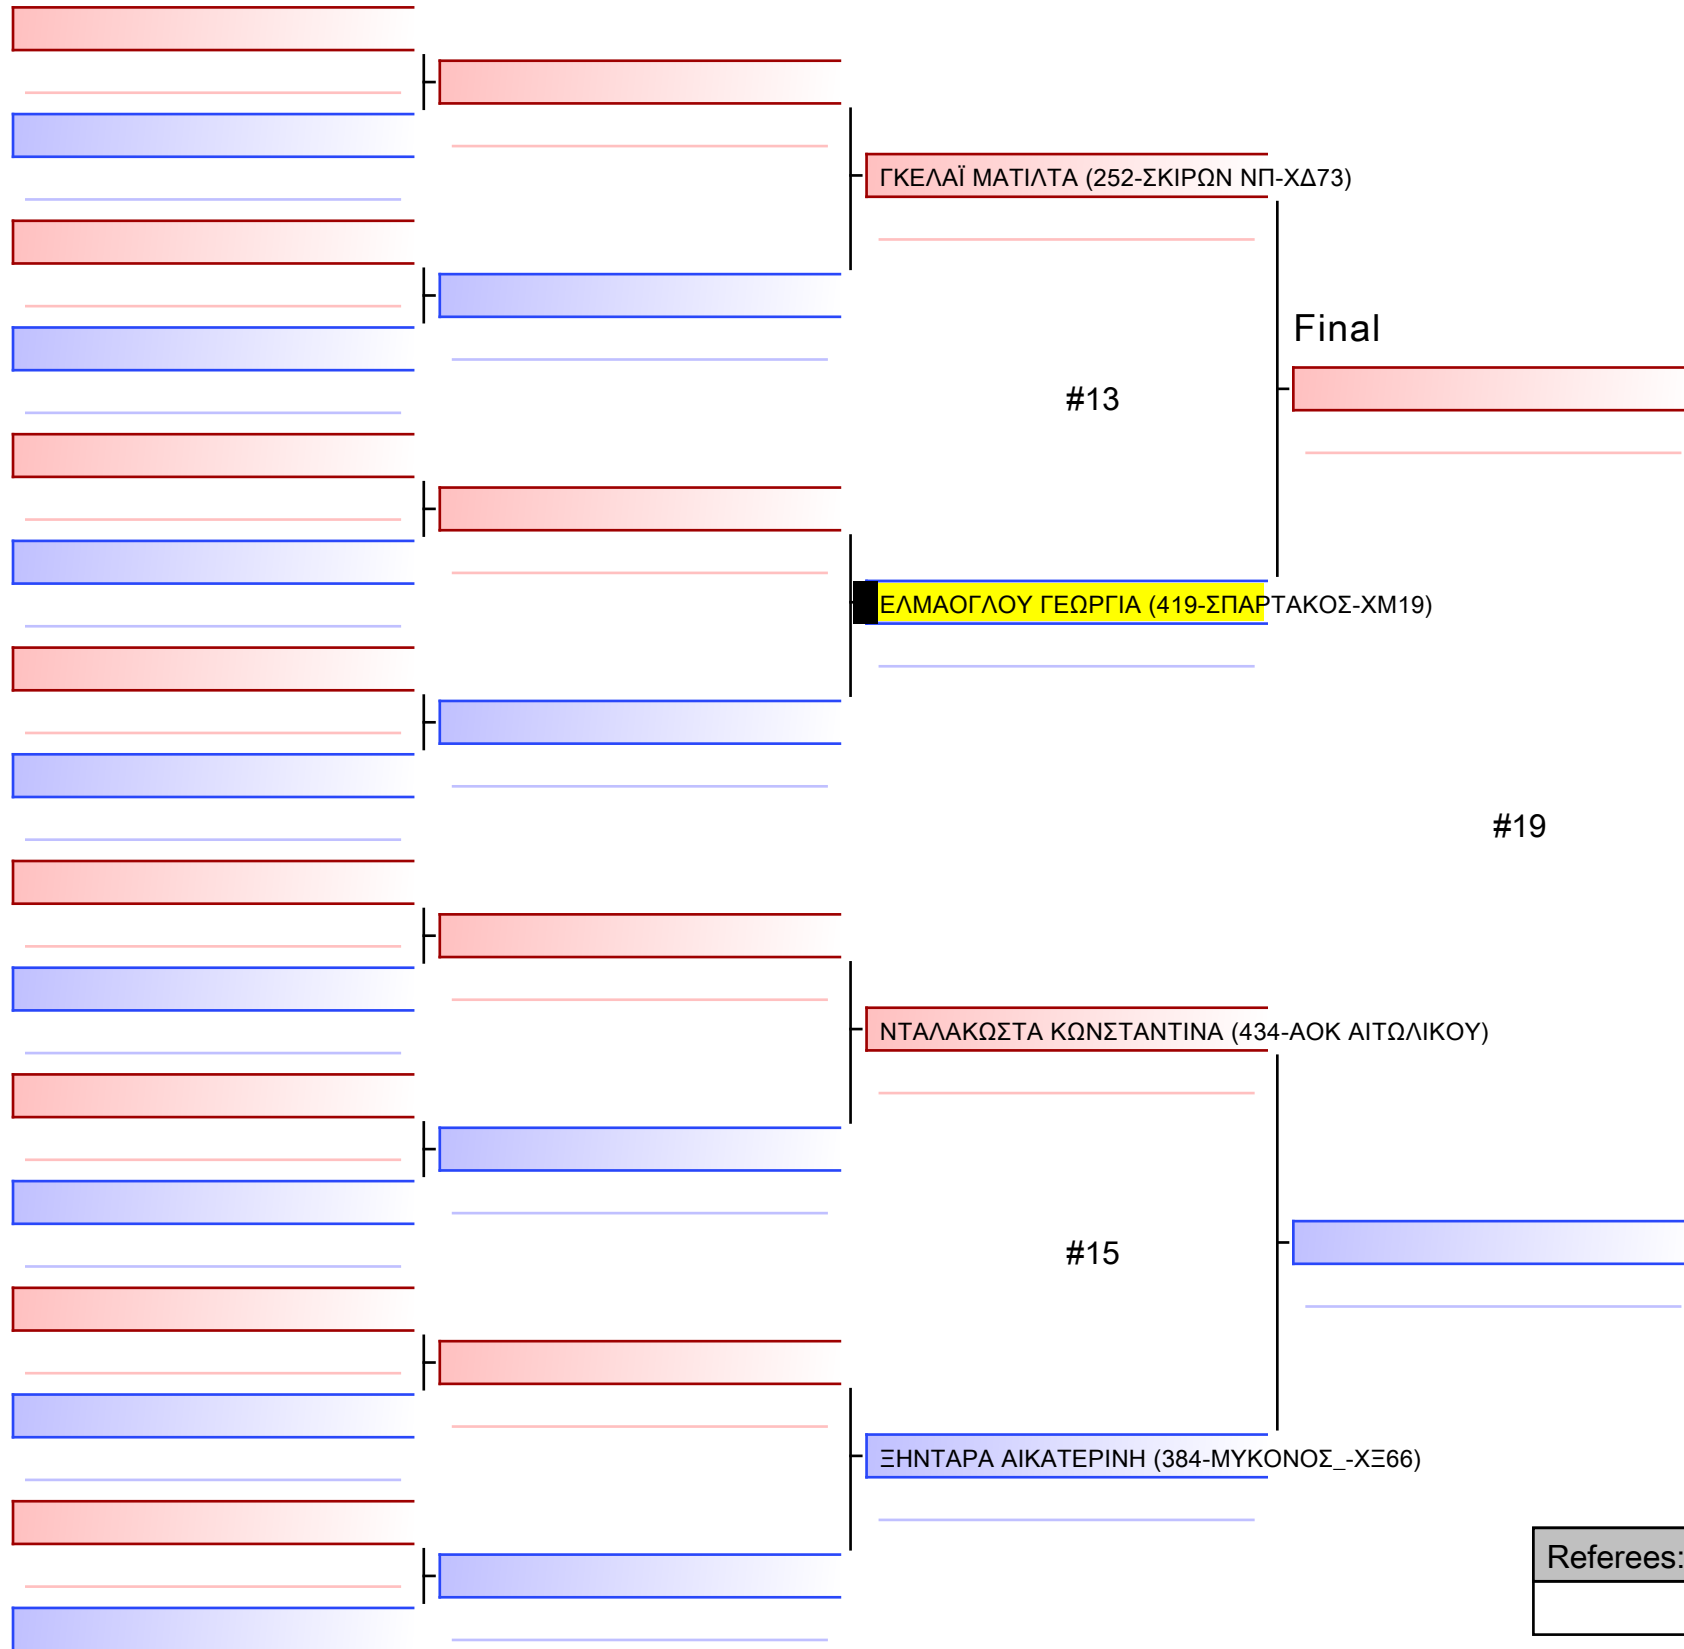 ΓΚΕΛΑΪ ΜΑΤΙΛΤΑ (252-ΣΚΙΡΩΝ ΝΠ-ΧΔ73)
Final
#13
ΕΛΜΑΟΓΛΟΥ ΓΕΩΡΓΙΑ (419-ΣΠΑΡΤΑΚΟΣ-ΧΜ19)
#19
ΝΤΑΛΑΚΩΣΤΑ ΚΩΝΣΤΑΝΤΙΝΑ (434-ΑΟΚ ΑΙΤΩΛΙΚΟΥ)
#15
ΞΗΝΤΑΡΑ ΑΙΚΑΤΕΡΙΝΗ (384-ΜΥΚΟΝΟΣ_-ΧΞ66)
Referees: